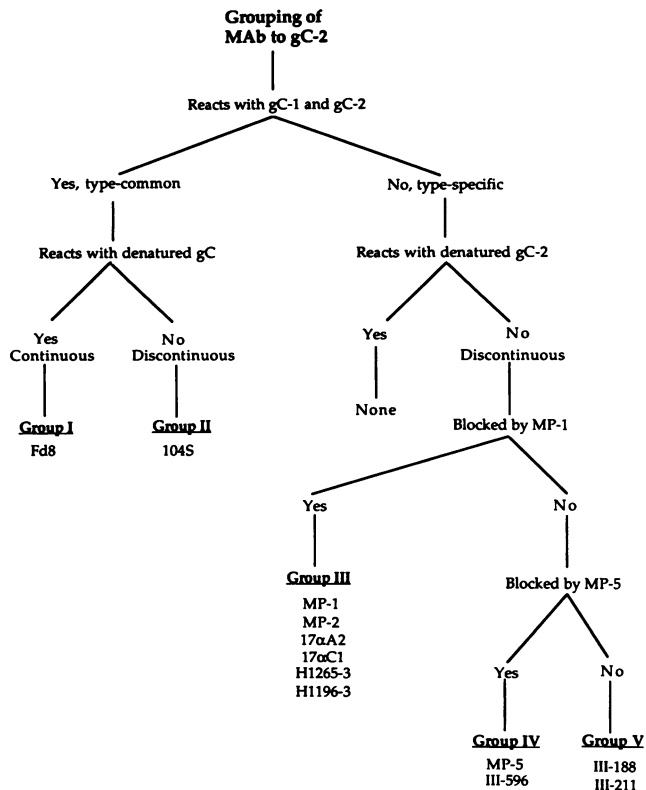 Grouping of
MAb to gC-2
Reacts with gC-1 and gC-2
Yes, type-common
No, type-specific
Reacts with denatured gC
Reacts with denatured gC-2
Yes
Continuous
No
Discontinuous
Yes
No
Discontinuous
Group I
Fd8
Group II
104S
None
Blocked by MP-1
Yes
No
Group III
MP-1
MP-2
17αA2
17αC1
H1265-3
H1196-3
Blocked by MP-5
Yes
No
Group IV
MP-5
III-596
Group V
III-188
III-211